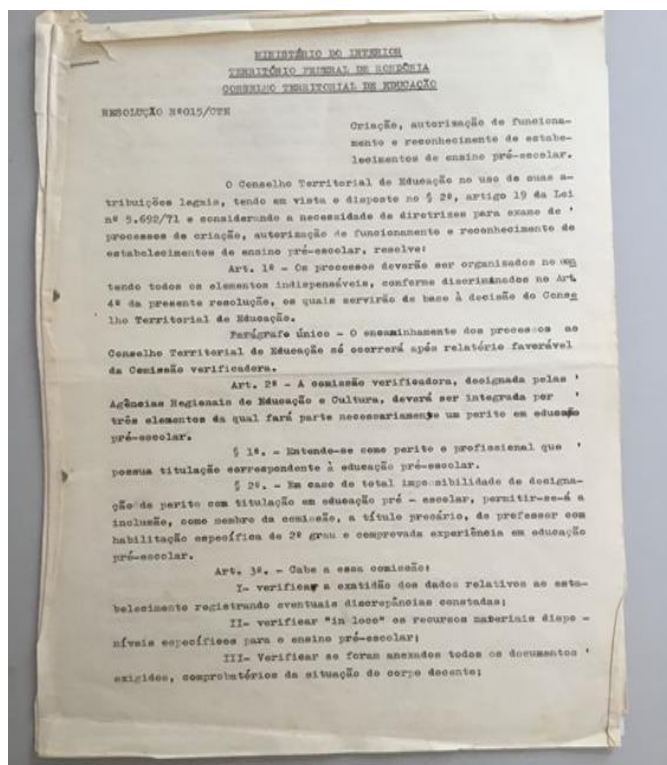 MINISTÉRIO DO INTERIOR
TERRITÓRIO FEDERAL DE RONDÔNIA
CONSELHO TERRITORIAL DE EDUCAÇÃO
RESOLUÇÃO Nº015/CTE
Criação, autorização de funciona-
mento e reconhecimento de estabe-
lecimentos de ensino pré-escolar.
O Conselho Territorial de Educação no uso de suas a-
tribuições legais, tendo em vista e disposto no § 2º, artigo 19 da Lei
nº 5.692/71 e considerando a necessidade de diretrizes para exame de '
processos de criação, autorização de funcionamento e reconhecimento de
estabelecimentos de ensino pré-escolar, resolve:
Art. 1º - Os processos deverão ser organizados no con
tendo todos os elementos indispensáveis, conforme discriminados no Art.
4º da presente resolução, os quais servirão de base à decisão do Conse
lho Territorial de Educação.
Parágrafo único - O encaminhamento dos processos ao
Conselho Territorial de Educação só ocorrerá após relatório favorável
da Comissão verificadora.
Art. 2º - A comissão verificadora, designada pelas '
Agências Regionais de Educação e Cultura, deverá ser integrada por '
três elementos da qual fará parte necessariamente um perito em educação
pré-escolar.
§ 1º. - Entende-se como perito e profissional que '
possua titulação correspondente à educação pré-escolar.
§ 2º. - Em caso de total impossibilidade de designa-
ção de perito com titulação em educação pré - escolar, permitir-se-á a
inclusão, como membro da comissão, a título precário, de professor com
habilitação específica de 2º grau e comprovada experiência em educação
pré-escolar.
Art. 3º. - Cabe a essa comissão:
I- verificar a exatidão dos dados relativos ao esta-
belecimento registrando eventuais discrepâncias constadas;
II- verificar "in loco" os recursos materiais dispo -
níveis específicos para o ensino pré-escolar;
III- Verificar se foram anexados todos os documentos '
exigidos, comprobatórios da situação do corpo docente;